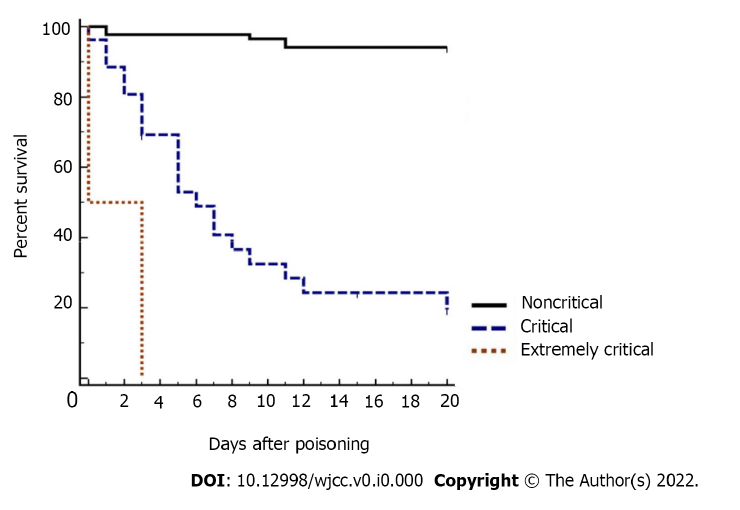 100
80
60
40
20
0
Percent survival
2 4 6 8 10 12 14 16 18 20
Days after poisoning
Noncritical
Critical
Extremely critical
DOI: 10.12998/wjcc.v0.i0.000 Copyright © The Author(s) 2022.